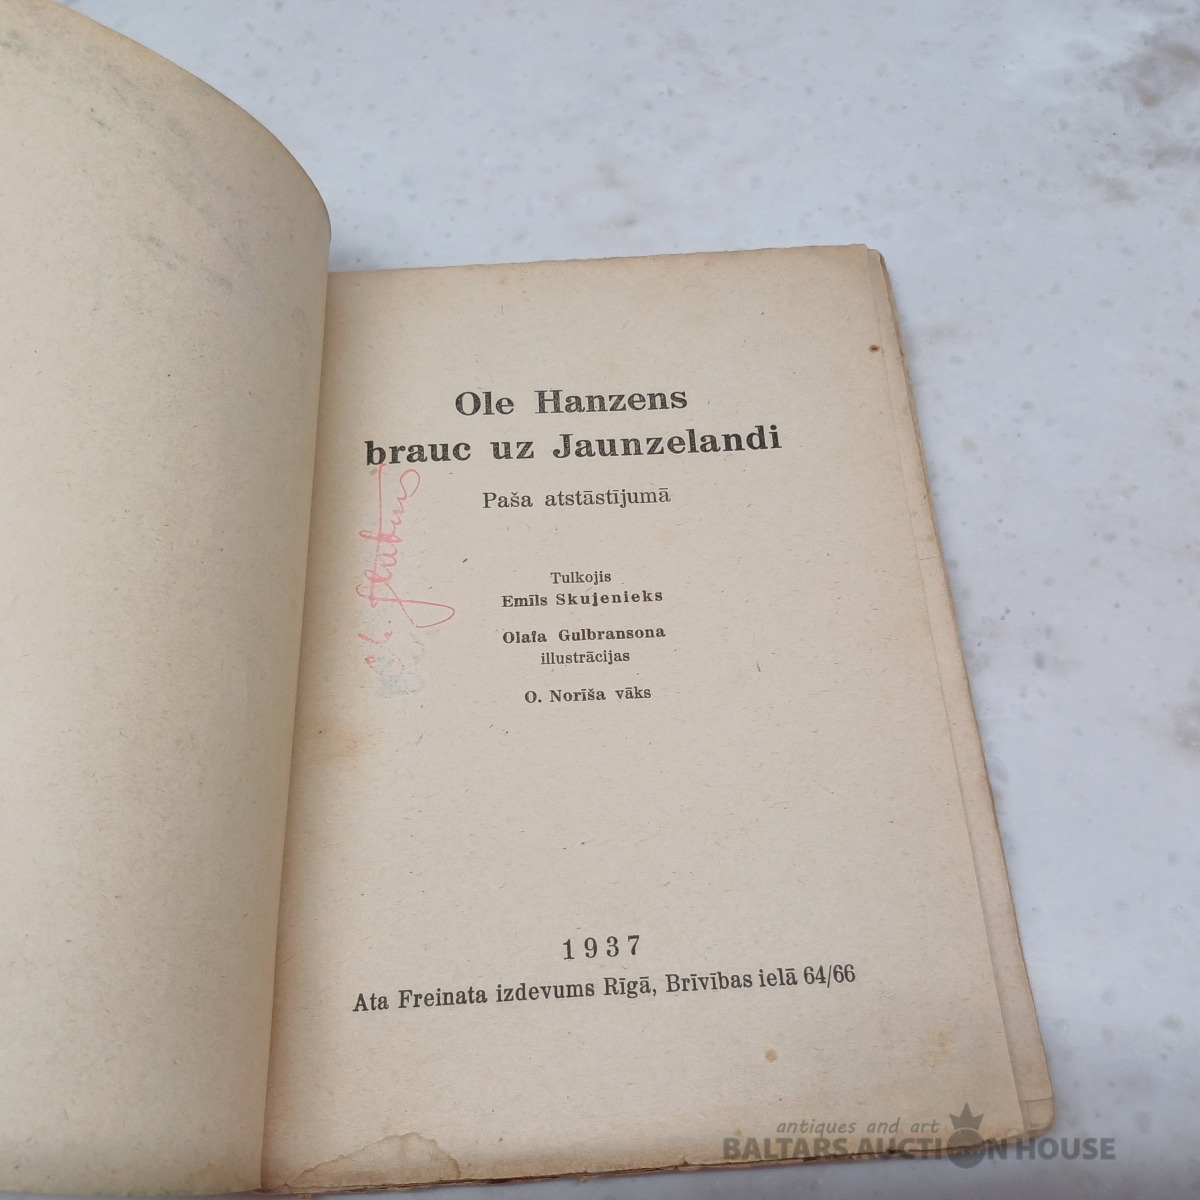 Ole Hanzens
brauc uz Jaunzelandi
Paša atstāstījumā
Tulkojis
Emīls Skujenieks
Olafa Gulbransona
illustrācijas
O. Norīša vāks
1937
Ata Freinata izdevums Rīgā, Brīvības ielā 64/66
antiques and art
BALTARS AUCTION HOUSE